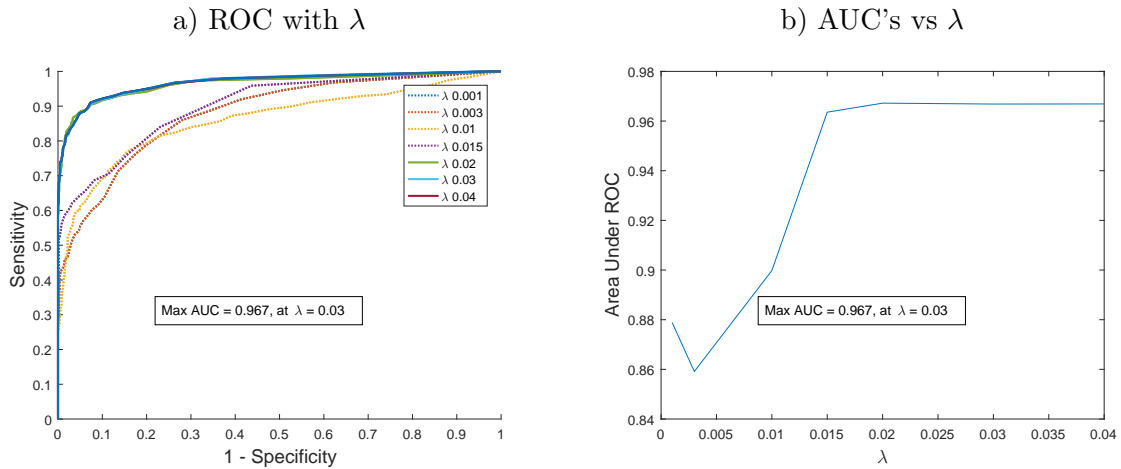 a) ROC with λ
1
0.9
0.8
0.7
0.6
0.5
0.4
0.3
0.2
0.1
0
Sensitivity
0 0.1 0.2 0.3 0.4 0.5 0.6 0.7 0.8 0.9 1
1 - Specificity
λ 0.001
λ 0.003
λ 0.01
λ 0.015
λ 0.02
λ 0.03
λ 0.04
Max AUC = 0.967, at λ = 0.03
b) AUC's vs λ
0.98
0.96
0.94
0.92
0.9
0.88
0.86
0.84
Area Under ROC
0 0.005 0.01 0.015 0.02 0.025 0.03 0.035 0.04
λ
Max AUC = 0.967, at λ = 0.03